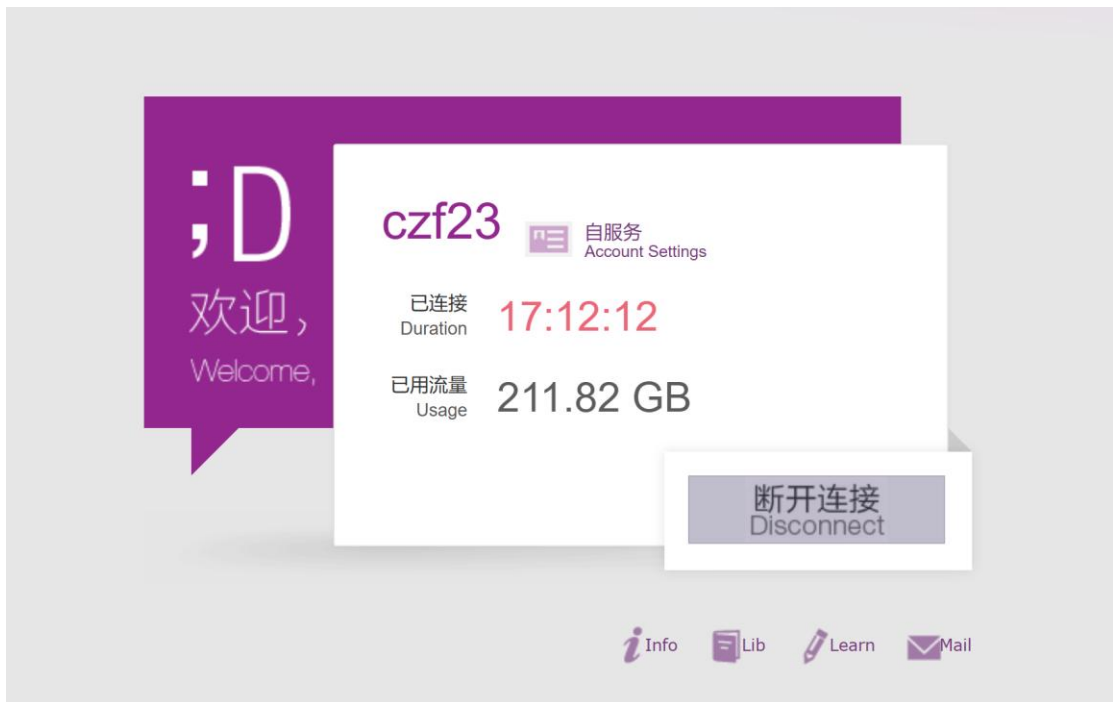 ;D
欢迎，
Welcome,
czf23
自服务
Account Settings
已连接
Duration
17:12:12
已用流量
Usage
211.82 GB
断开连接
Disconnect
Info
Lib
Learn
Mail